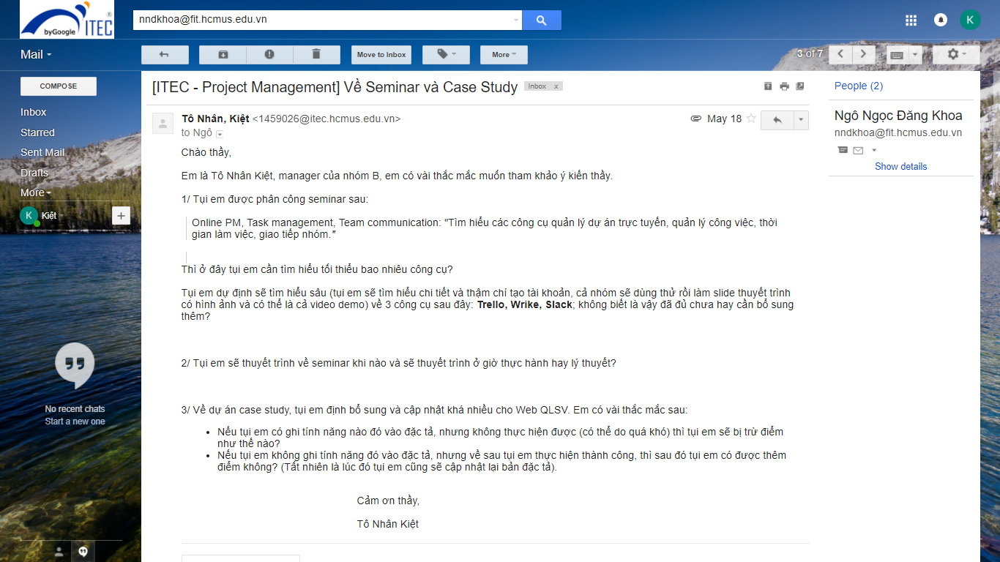 byGoogle ITEC ®
nndkhoa@fit.hcmus.edu.vn
K
Mail
Move to Inbox
More
3 of 7
COMPOSE
Inbox
Starred
Sent Mail
Drafts
More
K Kiệt
+
No recent chats
Start a new one
[ITEC - Project Management] Về Seminar và Case Study
Inbox x
Tô Nhân, Kiệt <1459026@itec.hcmus.edu.vn>
May 18
to Ngô
Chào thầy,
Em là Tô Nhân Kiệt, manager của nhóm B, em có vài thắc mắc muốn tham khảo ý kiến thầy.
1/ Tụi em được phân công seminar sau:
Online PM, Task management, Team communication: "Tìm hiểu các công cụ quản lý dự án trực tuyến, quản lý công việc, thời
gian làm việc, giao tiếp nhóm."
Thì ở đây tụi em cần tìm hiểu tối thiểu bao nhiêu công cụ?
Tụi em dự định sẽ tìm hiểu sâu (tụi em sẽ tìm hiểu chi tiết và thậm chí tạo tài khoản, cả nhóm sẽ dùng thử rồi làm slide thuyết trình
có hình ảnh và có thể là cả video demo) về 3 công cụ sau đây: Trello, Wrike, Slack; không biết là vậy đã đủ chưa hay cần bổ sung
thêm?
2/ Tụi em sẽ thuyết trình về seminar khi nào và sẽ thuyết trình ở giờ thực hành hay lý thuyết?
3/ Về dự án case study, tụi em định bổ sung và cập nhật khá nhiều cho Web QLSV. Em có vài thắc mắc sau:
• Nếu tụi em có ghi tính năng nào đó vào đặc tả, nhưng không thực hiện được (có thể do quá khó) thì tụi em sẽ bị trừ điểm
như thế nào?
• Nếu tụi em không ghi tính năng đó vào đặc tả, nhưng về sau tụi em thực hiện thành công, thì sau đó tụi em có được thêm
điểm không? (Tất nhiên là lúc đó tụi em cũng sẽ cập nhật lại bản đặc tả).
Cảm ơn thầy,
Tô Nhân Kiệt
People (2)
Ngô Ngọc Đăng Khoa
nndkhoa@fit.hcmus.edu.vn
Show details